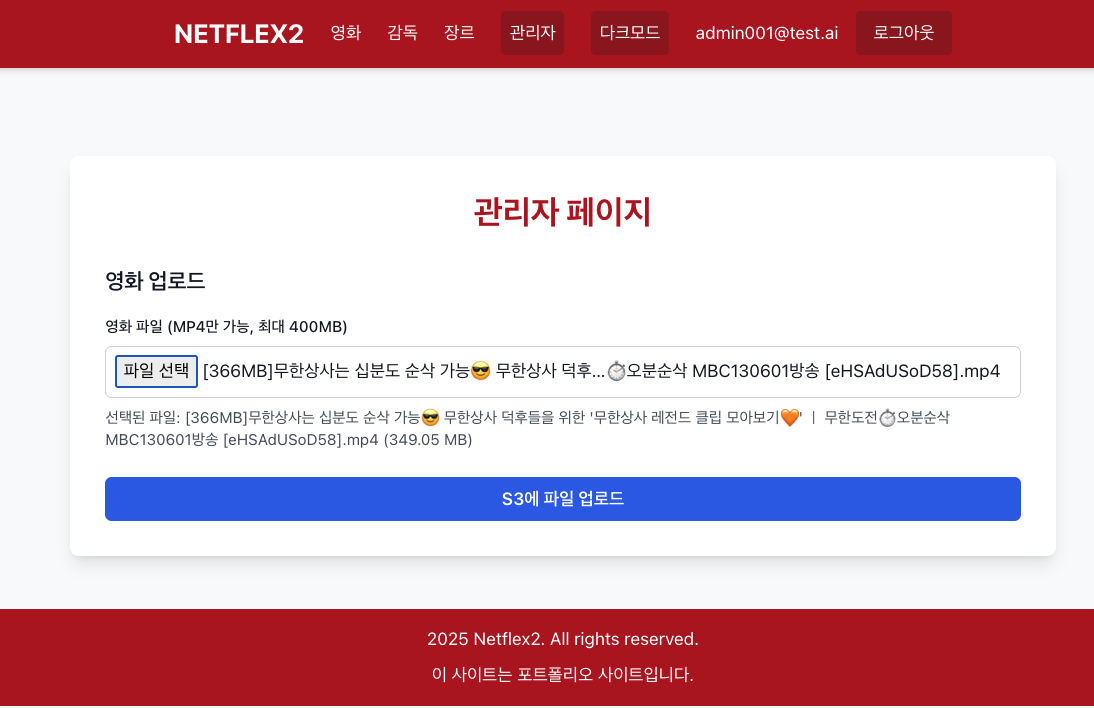 NETFLEX2 영화 감독 장르 관리자 다크모드 admin001@test.ai 로그아웃
관리자 페이지
영화 업로드
영화 파일 (MP4만 가능, 최대 400MB)
파일 선택 [366MB]무한상사는 십분도 순삭 가능😎 무한상사 덕후...⏱️오분순삭 MBC130601방송 [eHSAdUSoD58].mp4
선택된 파일: [366MB]무한상사는 십분도 순삭 가능😎 무한상사 덕후들을 위한 '무한상사 레전드 클립 모아보기🧡' ㅣ 무한도전⏱️오분순삭
MBC130601방송 [eHSAdUSoD58].mp4 (349.05 MB)
S3에 파일 업로드
2025 Netflex2. All rights reserved.
이 사이트는 포트폴리오 사이트입니다.